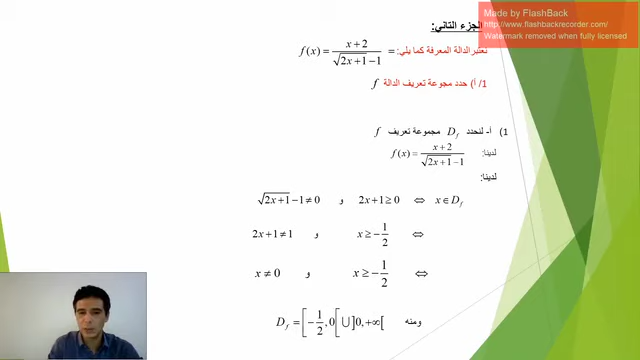 Made by FlashBack
http://www.flashbackrecorder.com/
Watermark removed when fully licensed
الجزء الثاني:
نعتبر الدالة المعرفة كما يلي: = f(x) = (x+2)/(√(2x+1)−1)
1/ أ) حدد مجوعة تعريف الدالة f
1) أ- لنحدد D_f مجموعة تعريف f
لدينا: f(x) = (x+2)/(√(2x+1)−1)
لدينا:
x∈D_f ⇔ 2x+1≥0 و √(2x+1)−1≠0
⇔ x≥−1/2 و 2x+1≠1
⇔ x≥−1/2 و x≠0
ومنه D_f = [−1/2,0[∪]0,+∞[